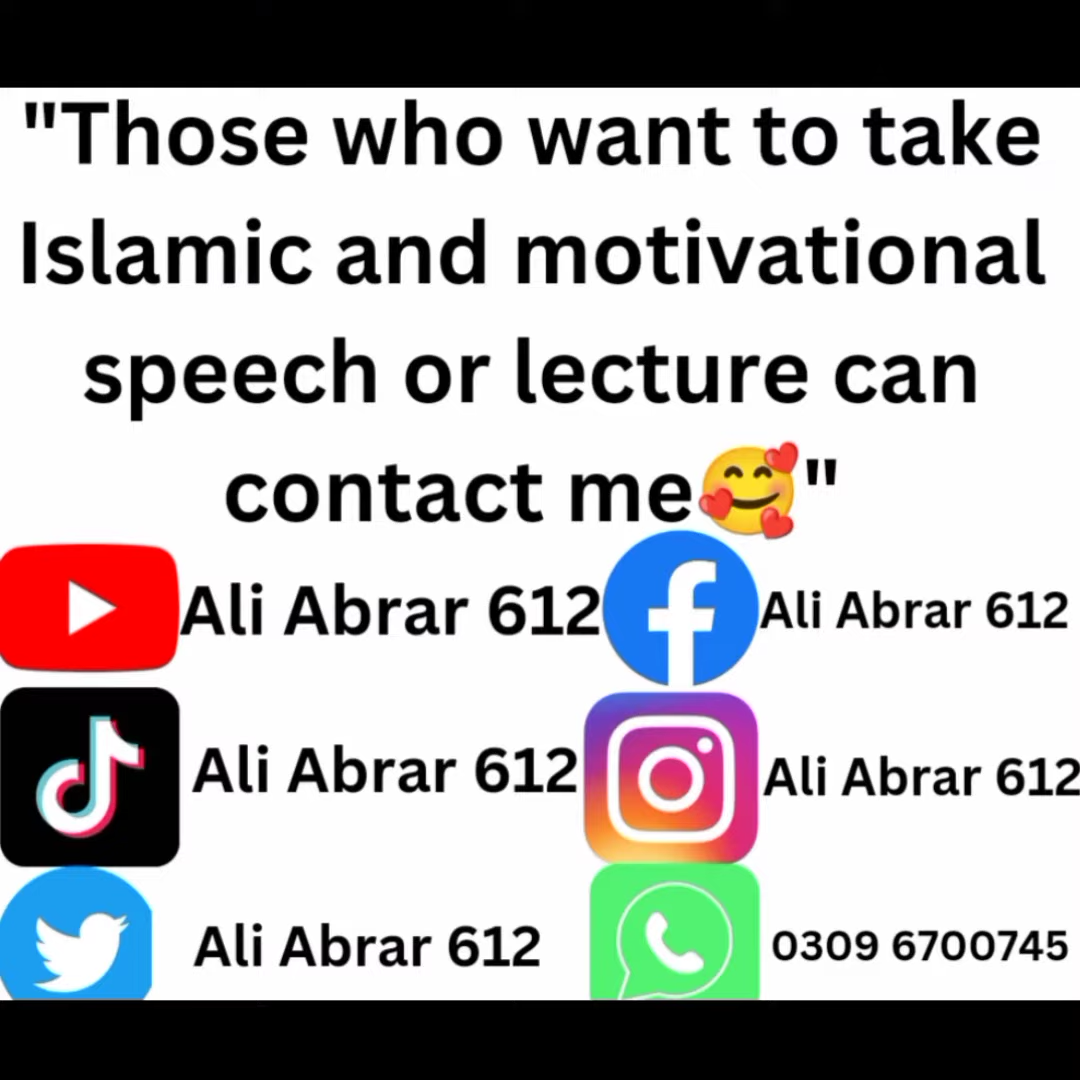 "Those who want to take
Islamic and motivational
speech or lecture can
contact me🥰"
Ali Abrar 612
Ali Abrar 612
Ali Abrar 612
Ali Abrar 612
Ali Abrar 612
0309 6700745